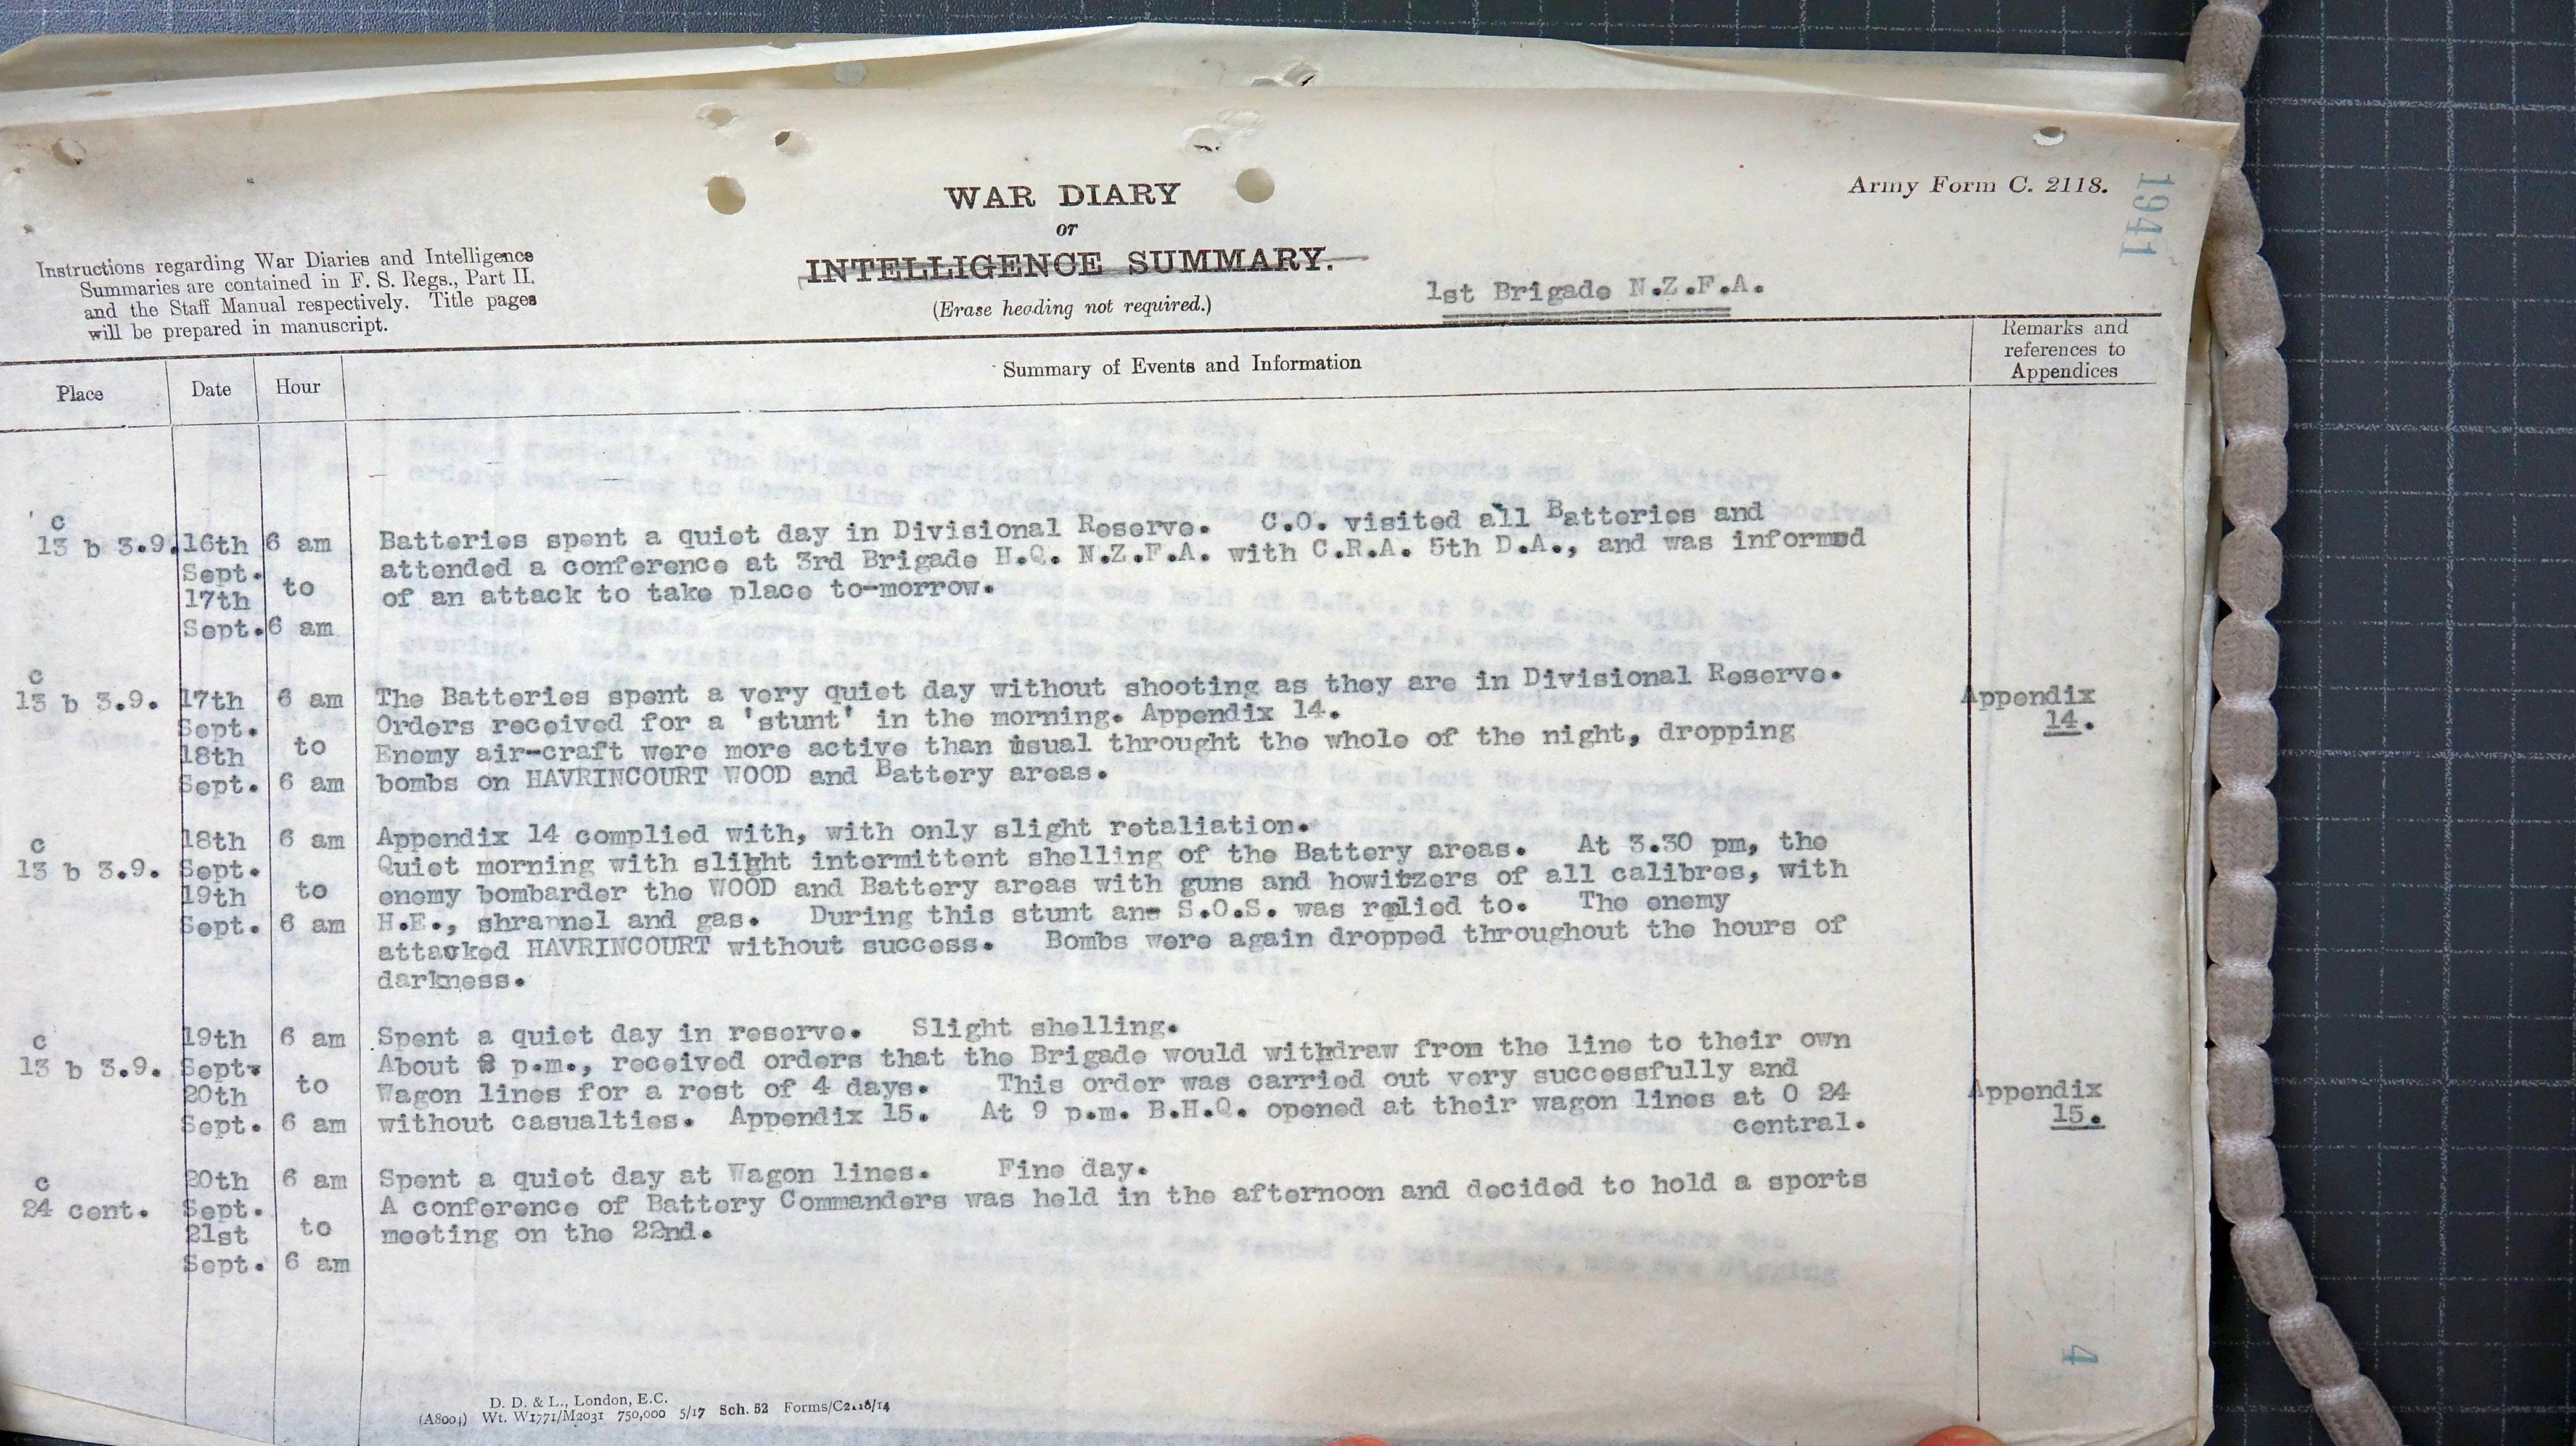 Army Form C. 2118.
1941
WAR DIARY
or
INTELLIGENCE SUMMARY.
(Erase heading not required.)
1st Brigade N.Z.F.A.
Instructions regarding War Diaries and Intelligence
Summaries are contained in F. S. Regs., Part II.
and the Staff Manual respectively. Title pages
will be prepared in manuscript.
Place Date Hour Summary of Events and Information Remarks and
references to
Appendices
c
13 b 3.9. 16th 6 am Batteries spent a quiet day in Divisional Reserve. C.O. visited all Batteries and
Sept. attended a conference at 3rd Brigade H.Q. N.Z.F.A. with C.R.A. 5th D.A., and was informed
17th to of an attack to take place to-morrow.
Sept. 6 am
c
13 b 3.9. 17th 6 am The Batteries spent a very quiet day without shooting as they are in Divisional Reserve. Appendix
Sept. Orders received for a 'stunt' in the morning. Appendix 14. 14.
18th to Enemy air-craft were more active than usual throught the whole of the night, dropping
Sept. 6 am bombs on HAVRINCOURT WOOD and Battery areas.
c 18th 6 am Appendix 14 complied with, with only slight retaliation.
13 b 3.9. Sept. Quiet morning with slight intermittent shelling of the Battery areas. At 3.30 pm, the
19th to enemy bombarder the WOOD and Battery areas with guns and howitzers of all calibres, with
Sept. 6 am H.E., shrapnel and gas. During this stunt an S.O.S. was relied to. The enemy
attacked HAVRINCOURT without success. Bombs were again dropped throughout the hours of
darkness.
c 19th 6 am Spent a quiet day in reserve. Slight shelling.
13 b 3.9. Sept. About 8 p.m., received orders that the Brigade would withdraw from the line to their own
20th to Wagon lines for a rest of 4 days. This order was carried out very successfully and Appendix
Sept. 6 am without casualties. Appendix 15. At 9 p.m. B.H.Q. opened at their wagon lines at O 24 15.
central.
c 20th 6 am Spent a quiet day at Wagon lines. Fine day.
24 cent. Sept. A conference of Battery Commanders was held in the afternoon and decided to hold a sports
21st to meeting on the 22nd.
Sept. 6 am
4
D. D. & L., London, E.C.
(A8004) Wt. W1771/M2031 750,000 5/17 Sch. 52 Forms/C2118/14